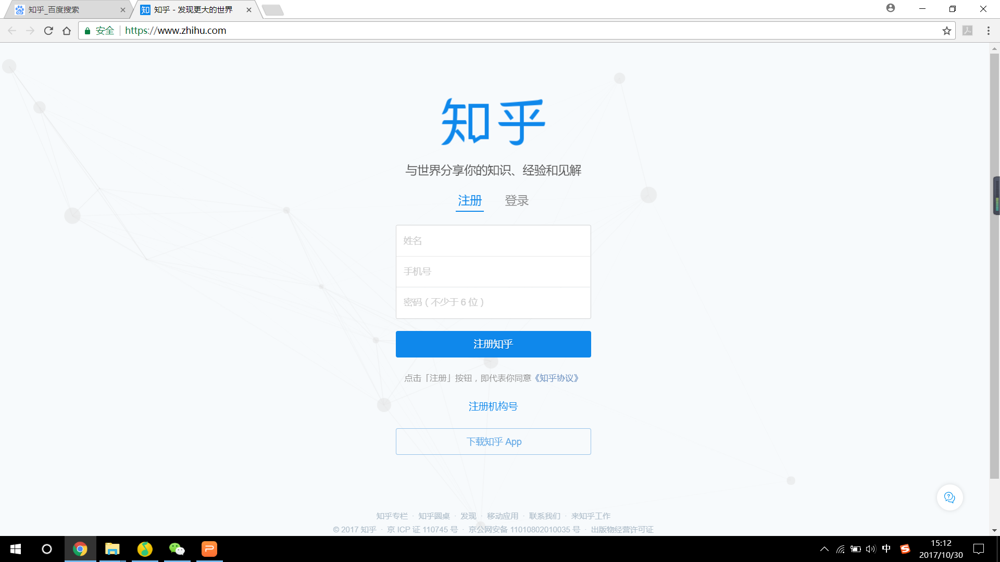 知乎_百度搜索
知 知乎 - 发现更大的世界
安全 https://www.zhihu.com
知乎
与世界分享你的知识、经验和见解
注册 登录
姓名
手机号
密码（不少于 6 位）
注册知乎
点击「注册」按钮，即代表你同意《知乎协议》
注册机构号
下载知乎 App
知乎专栏 · 知乎圆桌 · 发现 · 移动应用 · 联系我们 · 来知乎工作
© 2017 知乎 · 京 ICP 证 110745 号 · 京公网安备 11010802010035 号 · 出版物经营许可证
中
15:12
2017/10/30